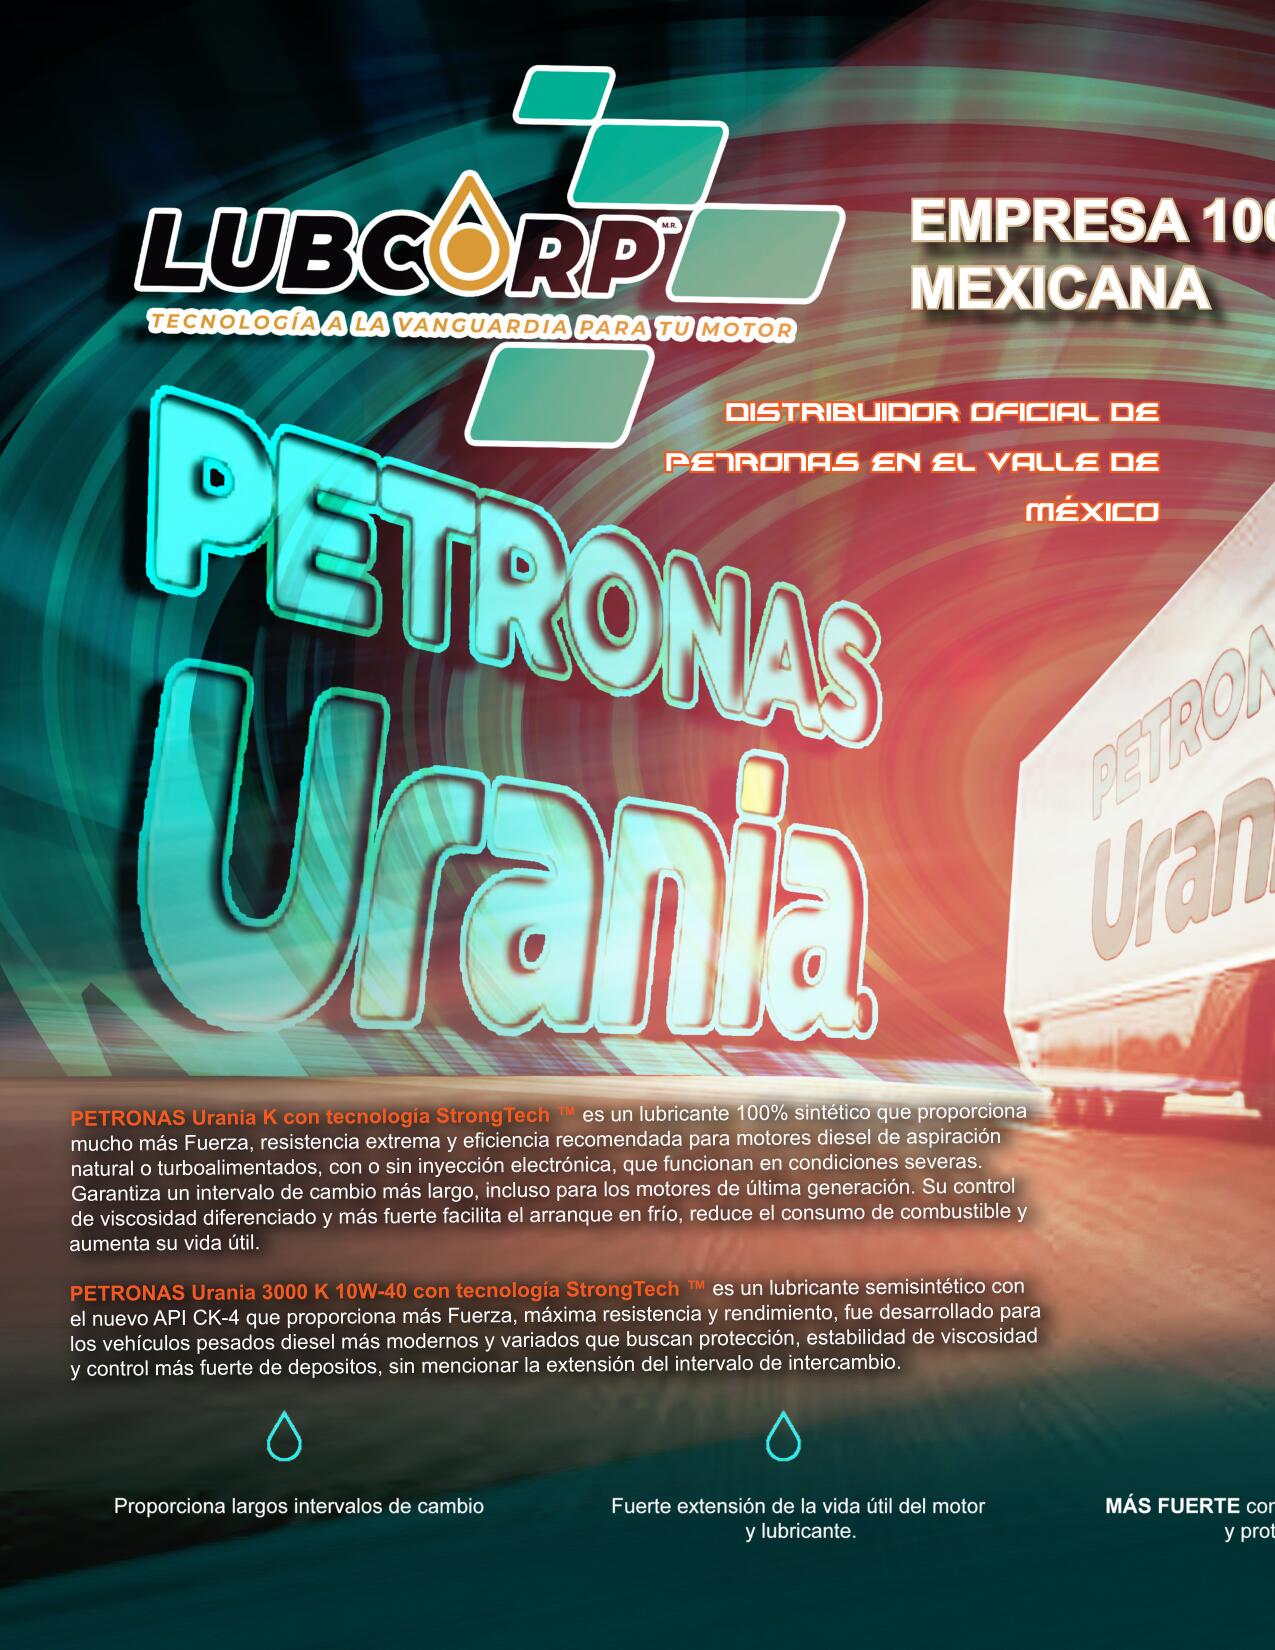 LUBCORP M.R.
TECNOLOGÍA A LA VANGUARDIA PARA TU MOTOR
EMPRESA 100
MEXICANA
DISTRIBUIDOR OFICIAL DE
PETRONAS EN EL VALLE DE
MÉXICO
PETRONAS
Urania.
PETRON
Urani
PETRONAS Urania K con tecnología StrongTech ™ es un lubricante 100% sintético que proporciona
mucho más Fuerza, resistencia extrema y eficiencia recomendada para motores diesel de aspiración
natural o turboalimentados, con o sin inyección electrónica, que funcionan en condiciones severas.
Garantiza un intervalo de cambio más largo, incluso para los motores de última generación. Su control
de viscosidad diferenciado y más fuerte facilita el arranque en frío, reduce el consumo de combustible y
aumenta su vida útil.
PETRONAS Urania 3000 K 10W-40 con tecnología StrongTech ™ es un lubricante semisintético con
el nuevo API CK-4 que proporciona más Fuerza, máxima resistencia y rendimiento, fue desarrollado para
los vehículos pesados diesel más modernos y variados que buscan protección, estabilidad de viscosidad
y control más fuerte de depositos, sin mencionar la extensión del intervalo de intercambio.
Proporciona largos intervalos de cambio
Fuerte extensión de la vida útil del motor
y lubricante.
MÁS FUERTE con
y prot